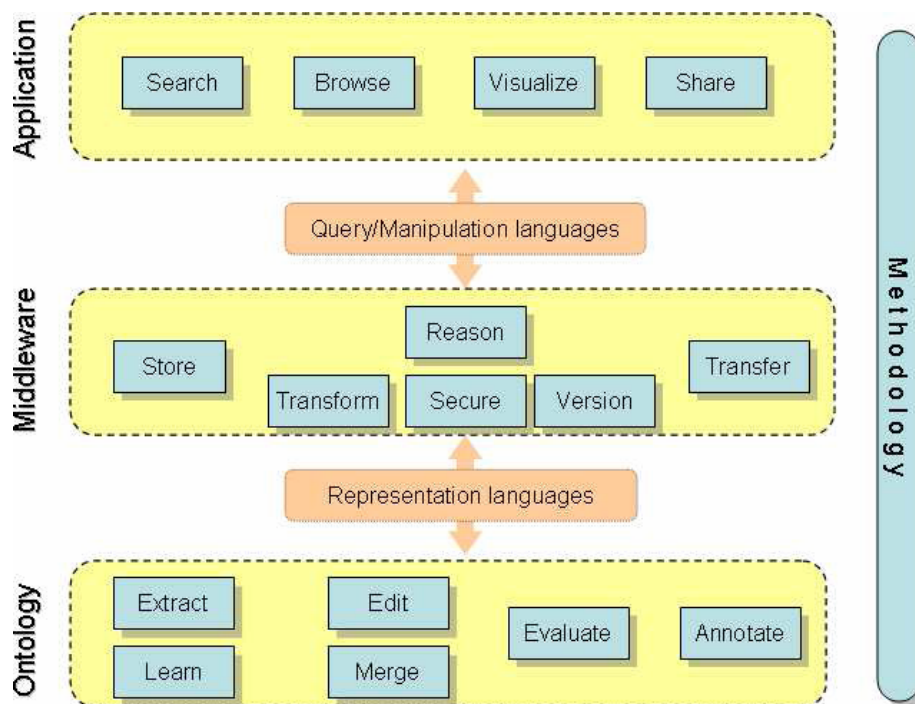 Application
Search
Browse
Visualize
Share
Query/Manipulation languages
Middleware
Store
Reason
Transform
Secure
Version
Transfer
Representation languages
Ontology
Extract
Edit
Evaluate
Annotate
Learn
Merge
Methodology